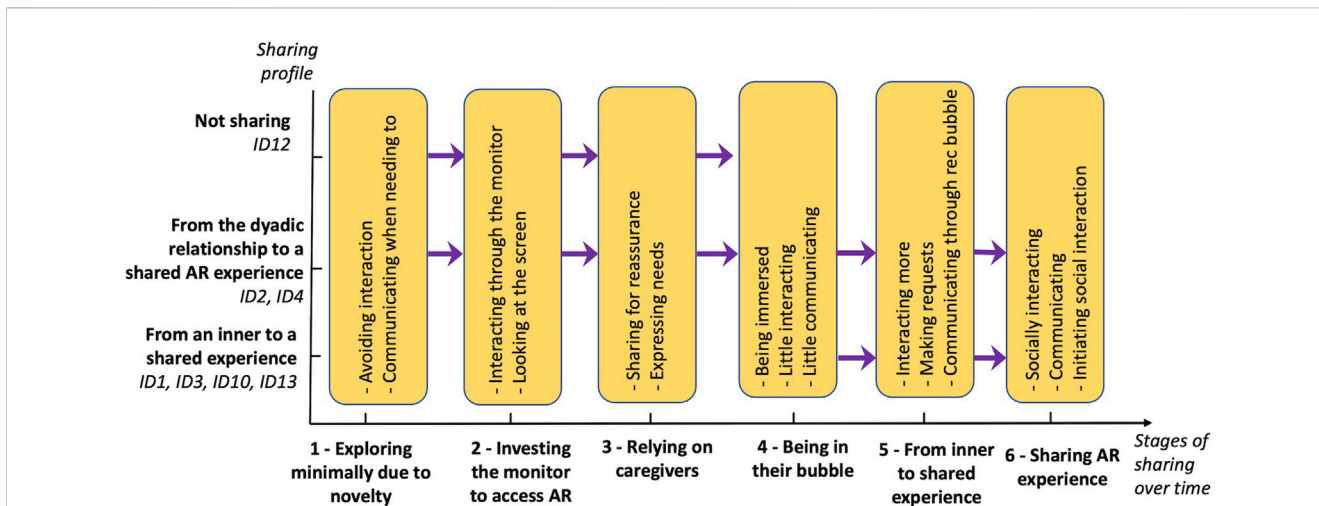 Sharing
profile
Not sharing
ID12
From the dyadic
relationship to a
shared AR experience
ID2, ID4
From an inner to a
shared experience
ID1, ID3, ID10, ID13
- Avoiding interaction
- Communicating when needing to
- Interacting through the monitor
- Looking at the screen
- Sharing for reassurance
- Expressing needs
- Being immersed
- Little interacting
- Little communicating
- Interacting more
- Making requests
- Communicating through rec bubble
- Socially interacting
- Communicating
- Initiating social interaction
1 - Exploring
minimally due to
novelty
2 - Investing
the monitor
to access AR
3 - Relying on
caregivers
4 - Being in
their bubble
5 - From inner
to shared
experience
6 - Sharing AR
experience
Stages of
sharing
over time